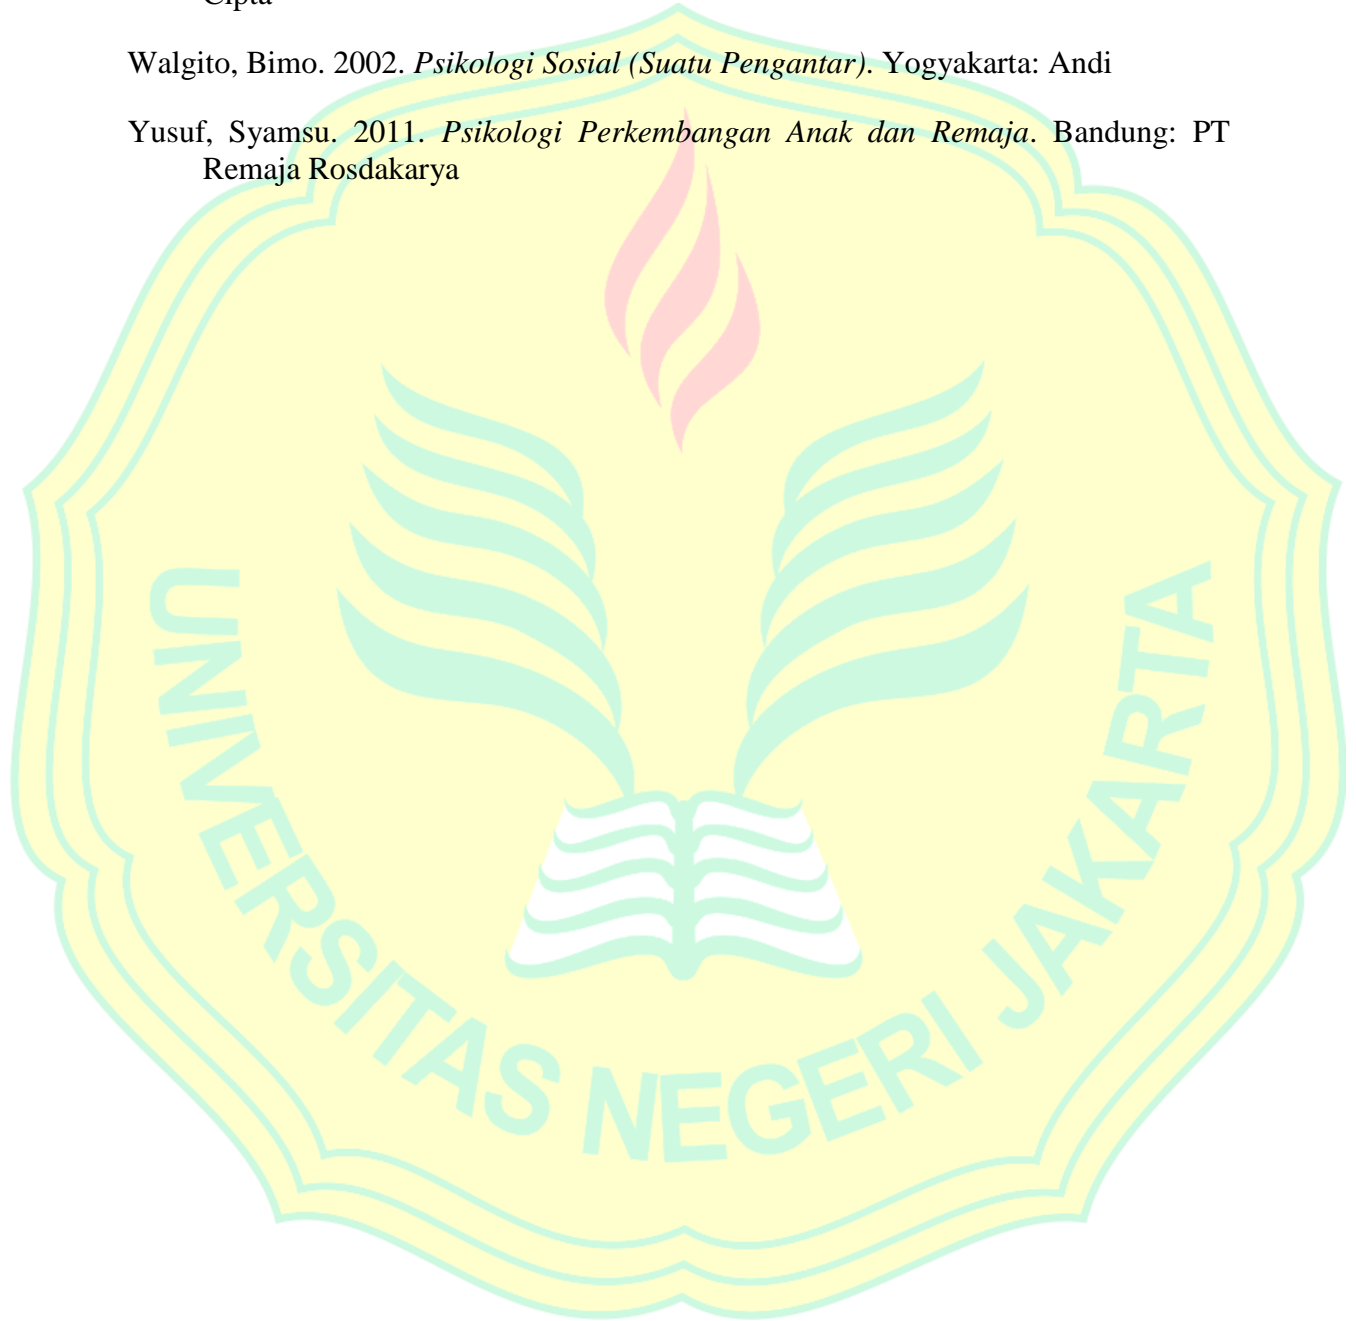 Cipta
Walgito, Bimo. 2002. Psikologi Sosial (Suatu Pengantar). Yogyakarta: Andi
Yusuf, Syamsu. 2011. Psikologi Perkembangan Anak dan Remaja. Bandung: PT
Remaja Rosdakarya
UNIVERSITAS NEGERI JAKARTA